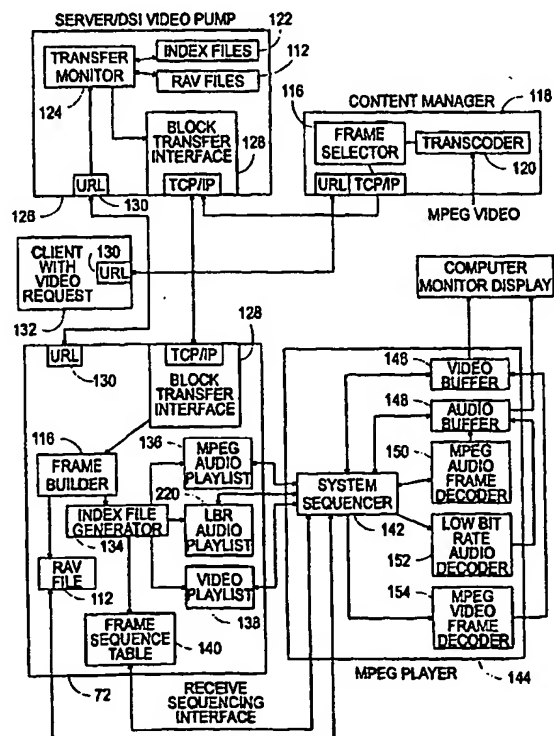 SERVER/DSI VIDEO PUMP
122
INDEX FILES
TRANSFER
MONITOR
RAV FILES
112
124
BLOCK
TRANSFER
INTERFACE
128
URL
TCP/IP
126
130
CONTENT MANAGER
118
116
FRAME
SELECTOR
TRANSCODER
120
URL
TCP/IP
MPEG VIDEO
CLIENT
WITH
VIDEO
REQUEST
130
URL
132
COMPUTER
MONITOR DISPLAY
URL
130
TCP/IP
BLOCK
TRANSFER
INTERFACE
128
116
FRAME
BUILDER
136
MPEG
AUDIO
PLAYLIST
220
INDEX FILE
GENERATOR
134
LBR
AUDIO
PLAYLIST
RAV
FILE
112
VIDEO
PLAYLIST
138
FRAME
SEQUENCE
TABLE
140
72
RECEIVE
SEQUENCING
INTERFACE
146
VIDEO
BUFFER
148
AUDIO
BUFFER
150
MPEG
AUDIO
FRAME
DECODER
SYSTEM
SEQUENCER
142
LOW BIT
RATE
AUDIO
DECODER
152
154
MPEG
VIDEO
FRAME
DECODER
144
MPEG PLAYER